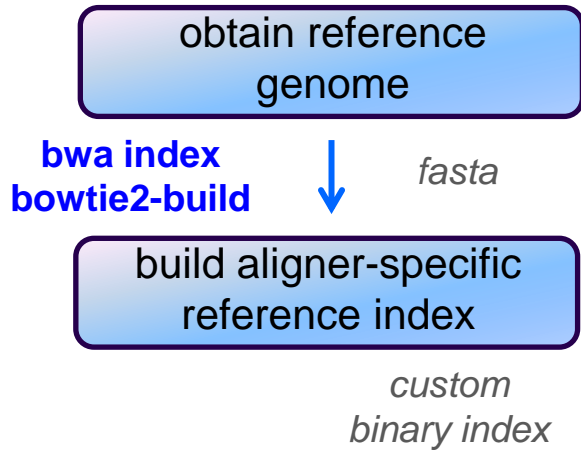 obtain reference
genome
bwa index
bowtie2-build
fasta
build aligner-specific
reference index
custom
binary index